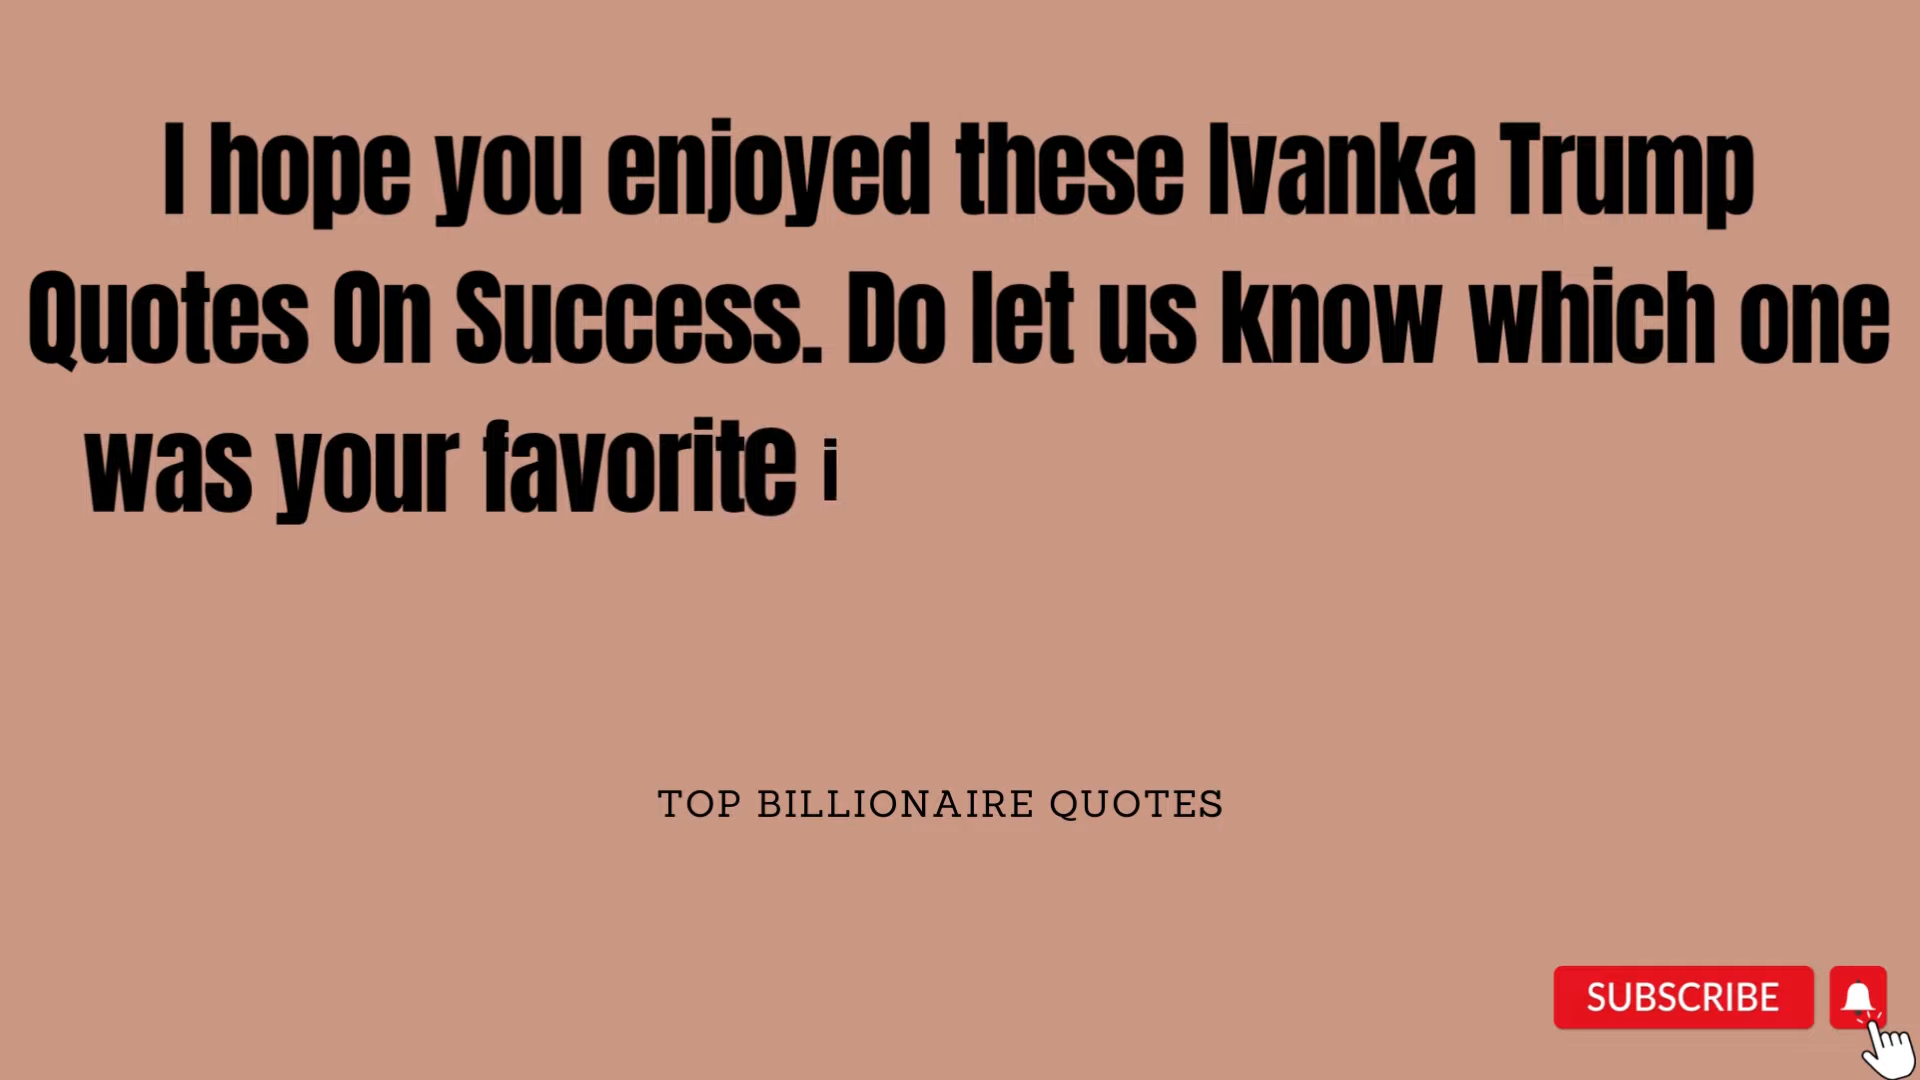 I hope you enjoyed these Ivanka Trump
Quotes On Success. Do let us know which one
was your favorite i
TOP BILLIONAIRE QUOTES
SUBSCRIBE